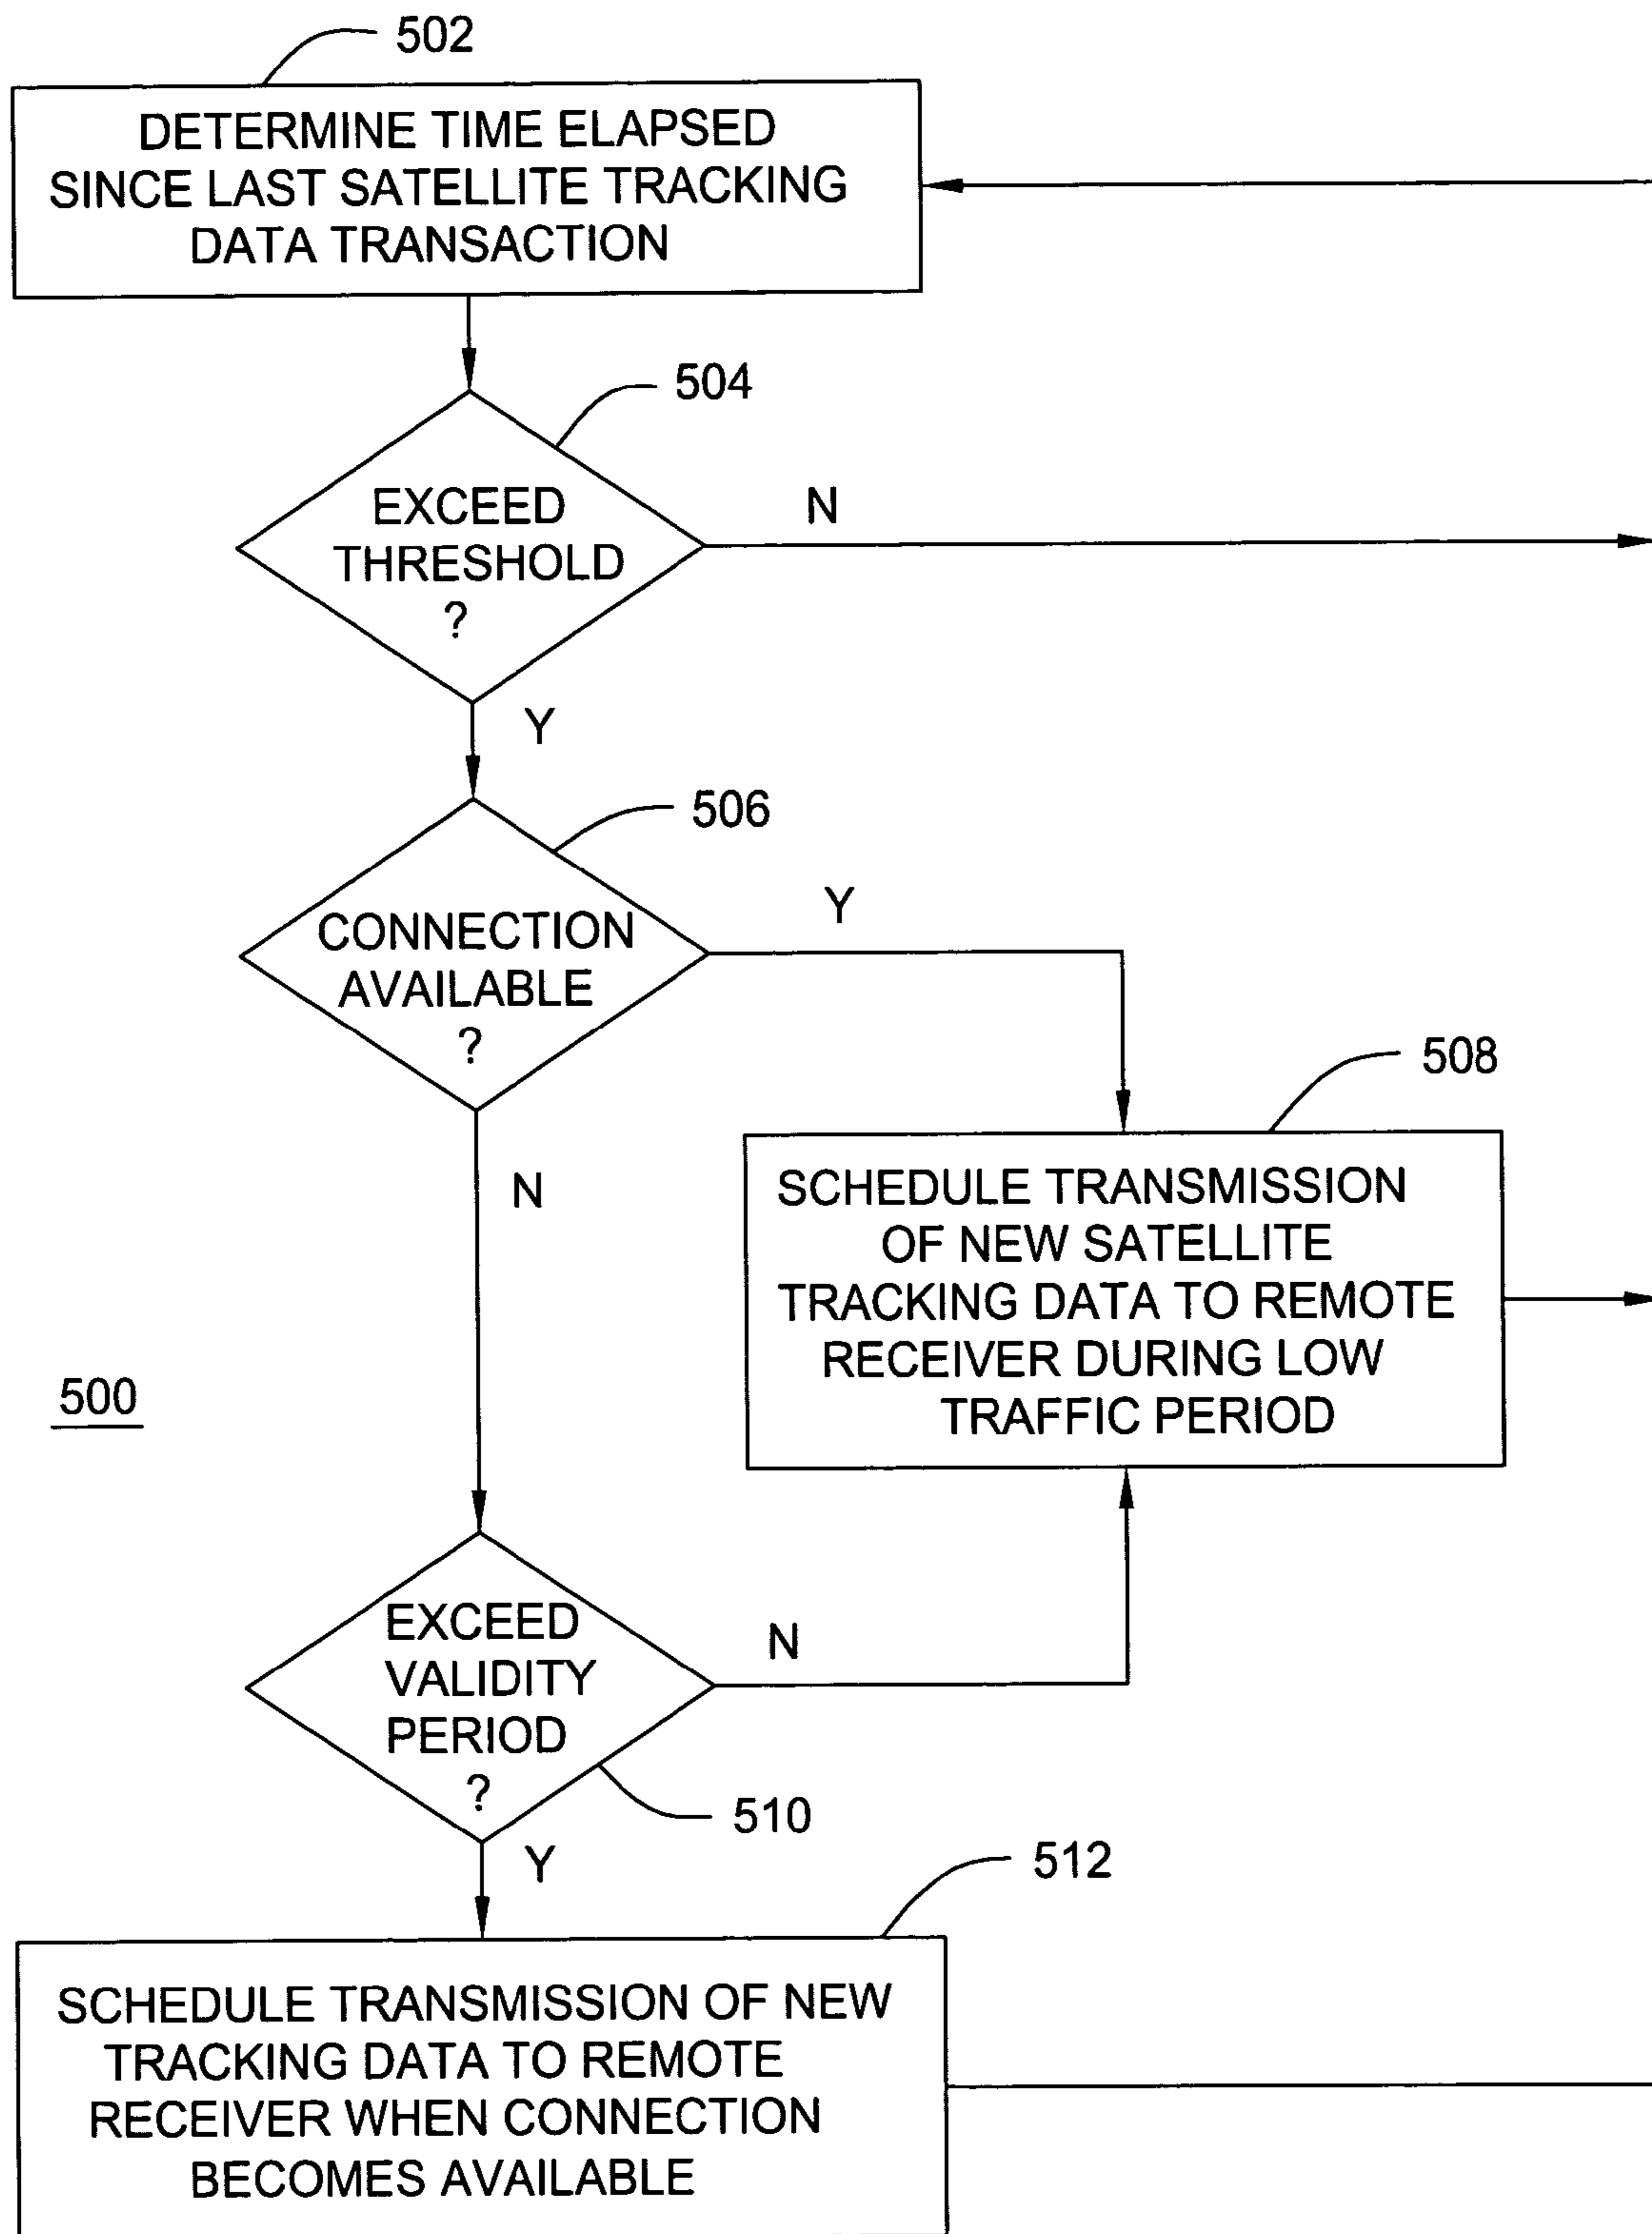 502
DETERMINE TIME ELAPSED
SINCE LAST SATELLITE TRACKING
DATA TRANSACTION
504
EXCEED
THRESHOLD
?
N
Y
506
CONNECTION
AVAILABLE
?
Y
N
508
SCHEDULE TRANSMISSION
OF NEW SATELLITE
TRACKING DATA TO REMOTE
RECEIVER DURING LOW
TRAFFIC PERIOD
500
EXCEED
VALIDITY
PERIOD
?
N
510
Y
512
SCHEDULE TRANSMISSION OF NEW
TRACKING DATA TO REMOTE
RECEIVER WHEN CONNECTION
BECOMES AVAILABLE